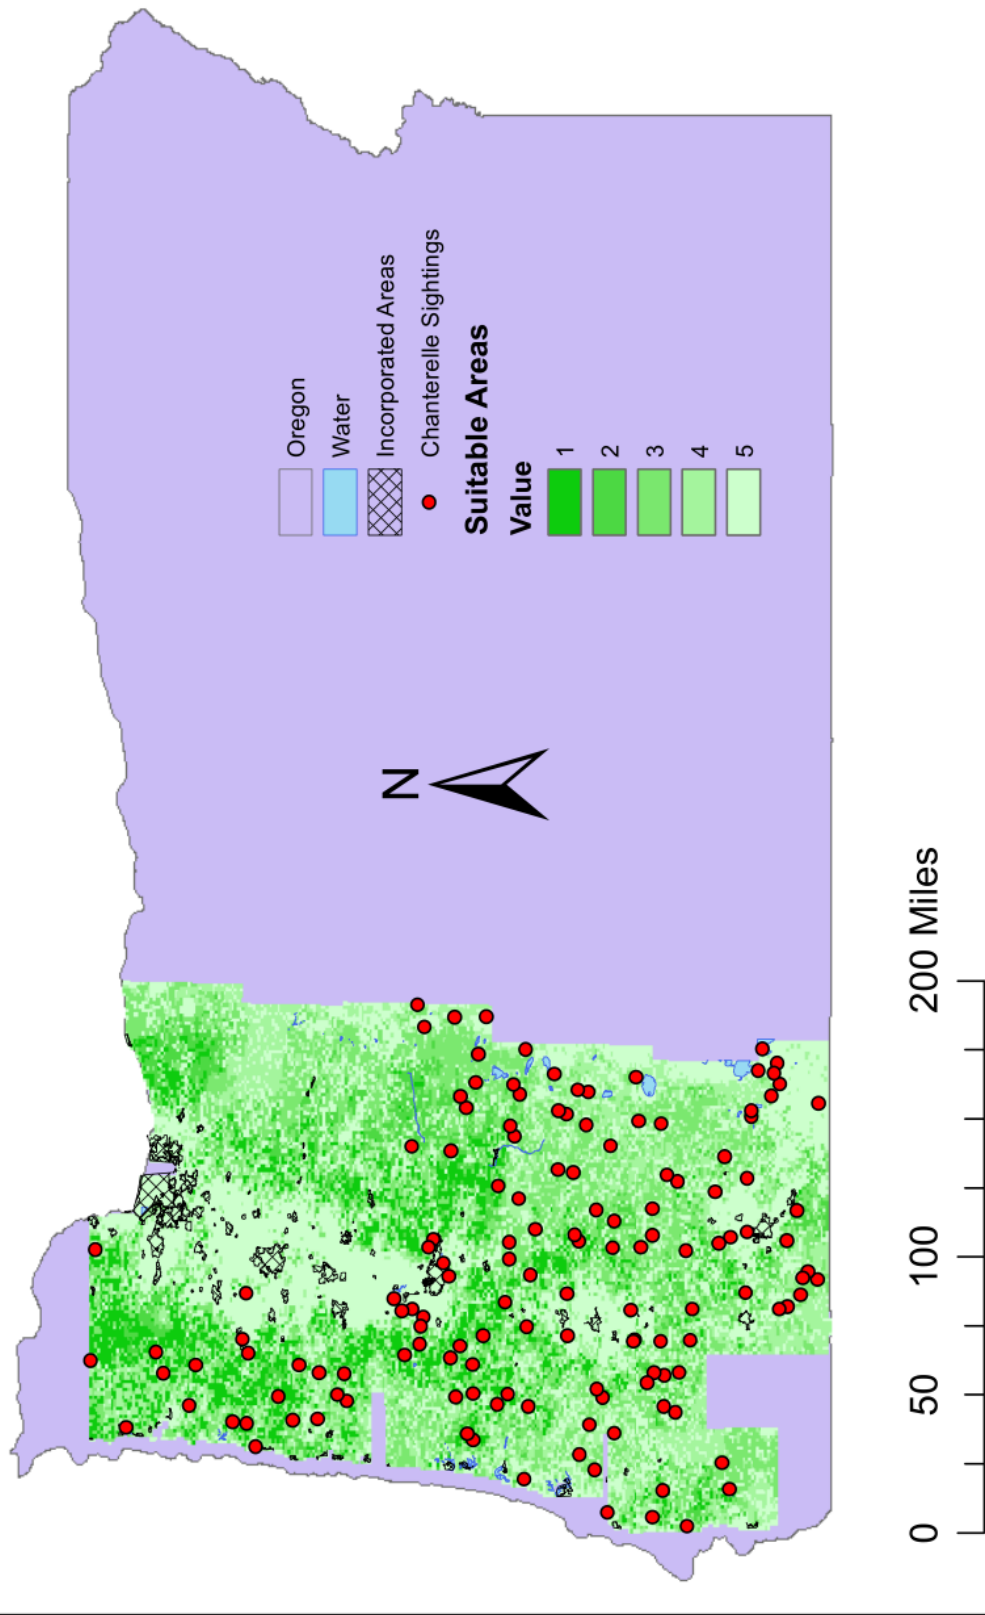 N
Oregon
Water
Incorporated Areas
Chanterelle Sightings
Suitable Areas
Value
1
2
3
4
5
0 50 100 200 Miles